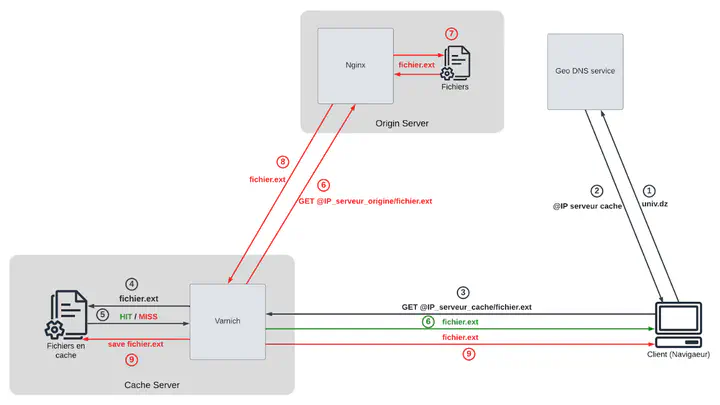 7
Nginx
fichier.ext
Fichiers
Origin Server
Geo DNS service
8
fichier.ext
6
GET @IP_serveur_origine/fichier.ext
2
@IP serveur cache
1
univ.dz
4
fichier.ext
5
HIT / MISS
Fichiers en
cache
save fichier.ext
9
Varnich
Cache Server
3
GET @IP_serveur_cache/fichier.ext
6
fichier.ext
fichier.ext
9
Client (Navigaeur)